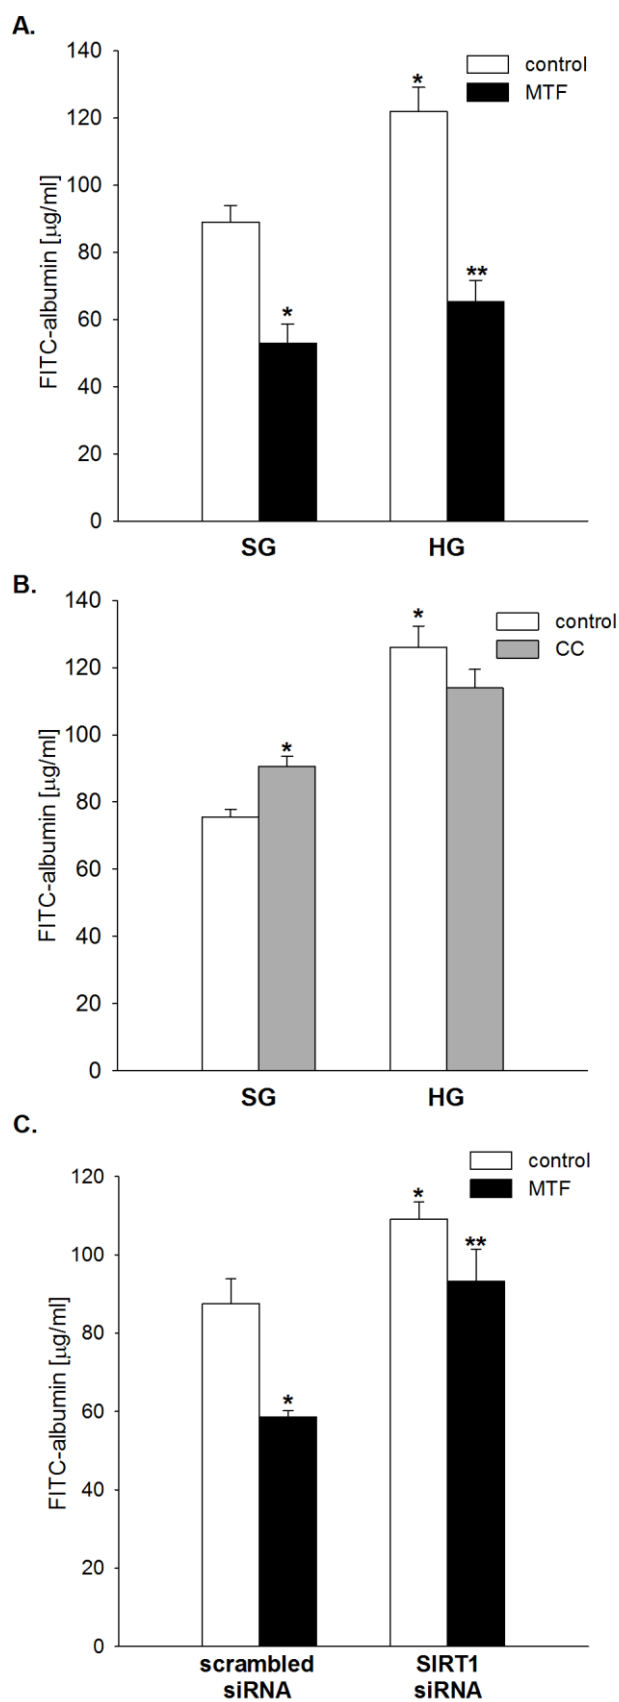 A.
140
120
100
80
60
40
20
0
FITC-albumin [µg/ml]
control
MTF
*
*
**
SG HG
B.
140
120
100
80
60
40
20
0
FITC-albumin [µg/ml]
control
CC
*
*
SG HG
C.
120
100
80
60
40
20
0
FITC-albumin [µg/ml]
control
MTF
*
*
**
scrambled SIRT1
siRNA siRNA